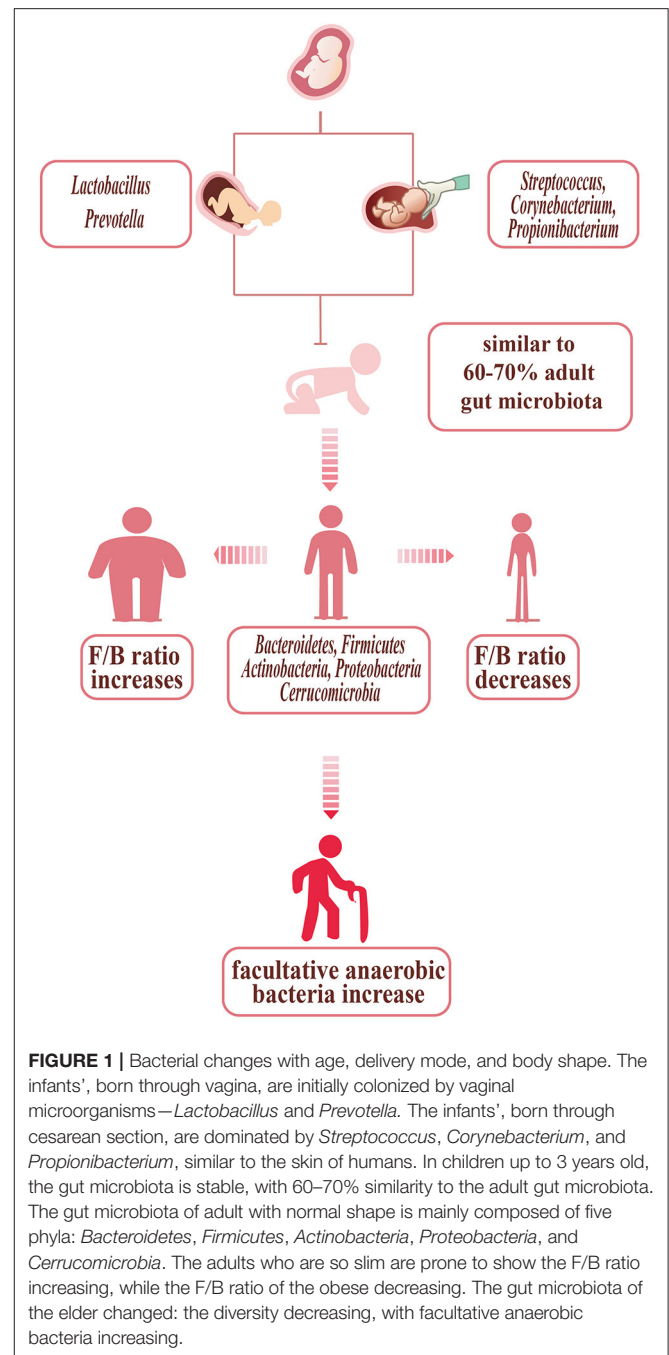 Lactobacillus
Prevotella
Streptococcus,
Corynebacterium,
Propionibacterium
similar to
60-70% adult
gut microbiota
F/B ratio
increases
Bacteroidetes, Firmicutes
Actinobacteria, Proteobacteria
Cerrucomicrobia
F/B ratio
decreases
facultative anaerobic
bacteria increase
FIGURE 1 | Bacterial changes with age, delivery mode, and body shape. The
infants', born through vagina, are initially colonized by vaginal
microorganisms—Lactobacillus and Prevotella. The infants', born through
cesarean section, are dominated by Streptococcus, Corynebacterium, and
Propionibacterium, similar to the skin of humans. In children up to 3 years old,
the gut microbiota is stable, with 60–70% similarity to the adult gut microbiota.
The gut microbiota of adult with normal shape is mainly composed of five
phyla: Bacteroidetes, Firmicutes, Actinobacteria, Proteobacteria, and
Cerrucomicrobia. The adults who are so slim are prone to show the F/B ratio
increasing, while the F/B ratio of the obese decreasing. The gut microbiota of
the elder changed: the diversity decreasing, with facultative anaerobic
bacteria increasing.